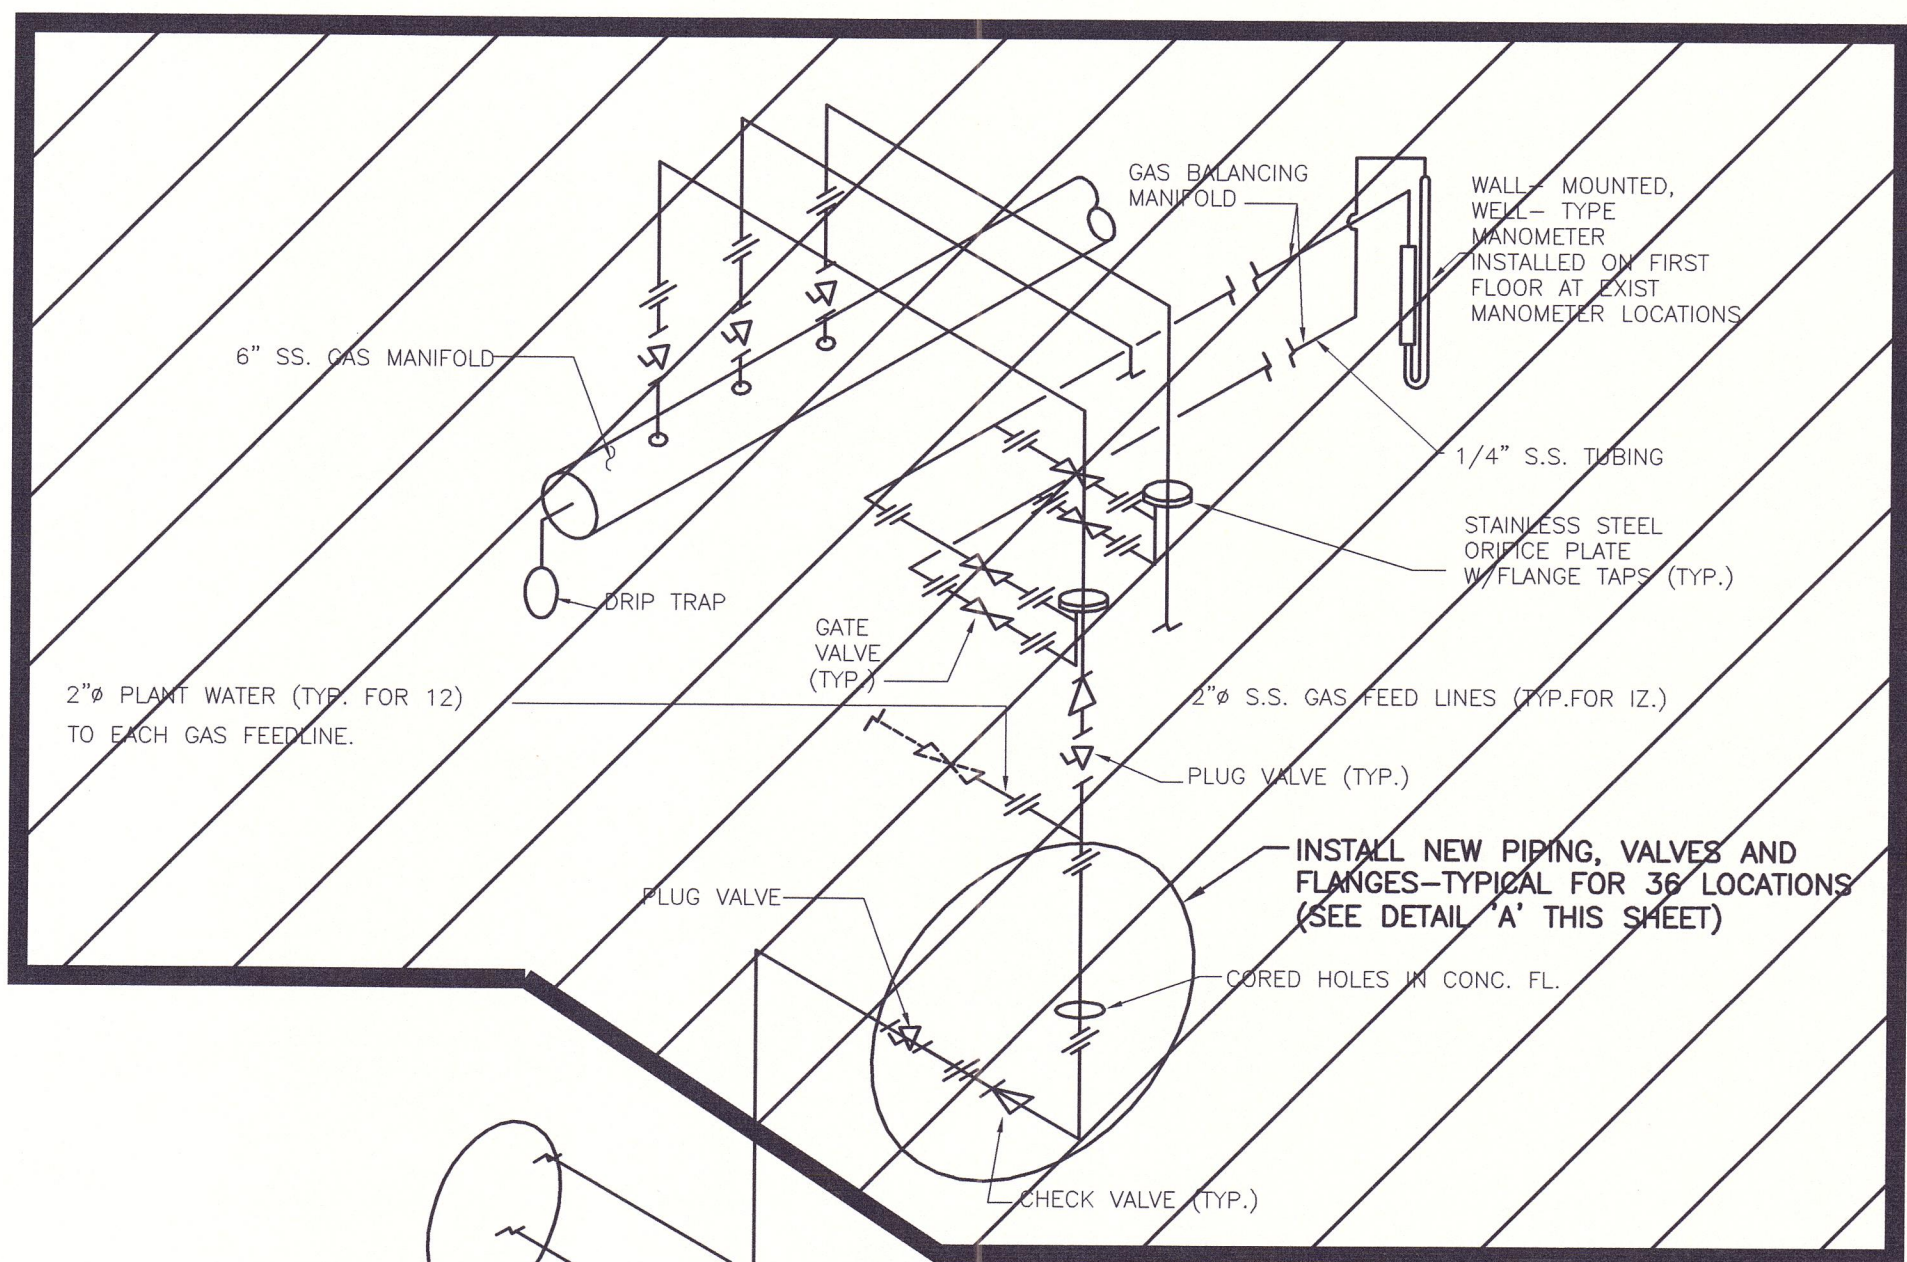 GAS BALANCING
MANIFOLD
WALL- MOUNTED,
WELL- TYPE
MANOMETER
INSTALLED ON FIRST
FLOOR AT EXIST
MANOMETER LOCATIONS
6" SS. GAS MANIFOLD
1/4" S.S. TUBING
STAINLESS STEEL
ORIFICE PLATE
W/FLANGE TAPS (TYP.)
DRIP TRAP
GATE
VALVE
(TYP.)
2"ø PLANT WATER (TYP. FOR 12)
TO EACH GAS FEEDLINE.
2"ø S.S. GAS FEED LINES (TYP.FOR IZ.)
PLUG VALVE (TYP.)
INSTALL NEW PIPING, VALVES AND
FLANGES-TYPICAL FOR 36 LOCATIONS
(SEE DETAIL 'A' THIS SHEET)
PLUG VALVE
CORED HOLES IN CONC. FL.
CHECK VALVE (TYP.)